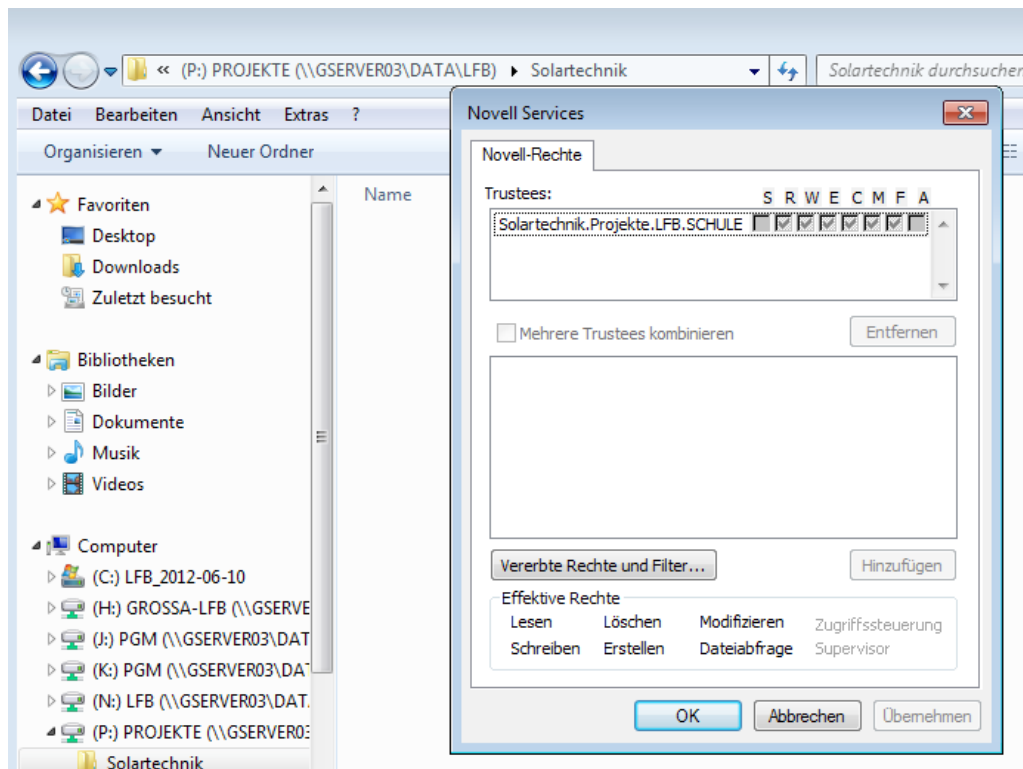 « (P:) PROJEKTE (\\GSERVER03\DATA\LFB) Solartechnik
Solartechnik durchsuchen
Datei Bearbeiten Ansicht Extras ?
Organisieren Neuer Ordner
Favoriten
Desktop
Downloads
Zuletzt besucht
Bibliotheken
Bilder
Dokumente
Musik
Videos
Computer
(C:) LFB_2012-06-10
(H:) GROSSA-LFB (\\GSERVE
(J:) PGM (\\GSERVER03\DAT
(K:) PGM (\\GSERVER03\DAT
(N:) LFB (\\GSERVER03\DAT.
(P:) PROJEKTE (\\GSERVER03
Solartechnik
Name
Novell Services
Novell-Rechte
Trustees: S R W E C M F A
Solartechnik.Projekte.LFB.SCHULE
Mehrere Trustees kombinieren Entfernen
Vererbte Rechte und Filter... Hinzufügen
Effektive Rechte
Lesen Löschen Modifizieren Zugriffssteuerung
Schreiben Erstellen Dateiabfrage Supervisor
OK Abbrechen Übernehmen